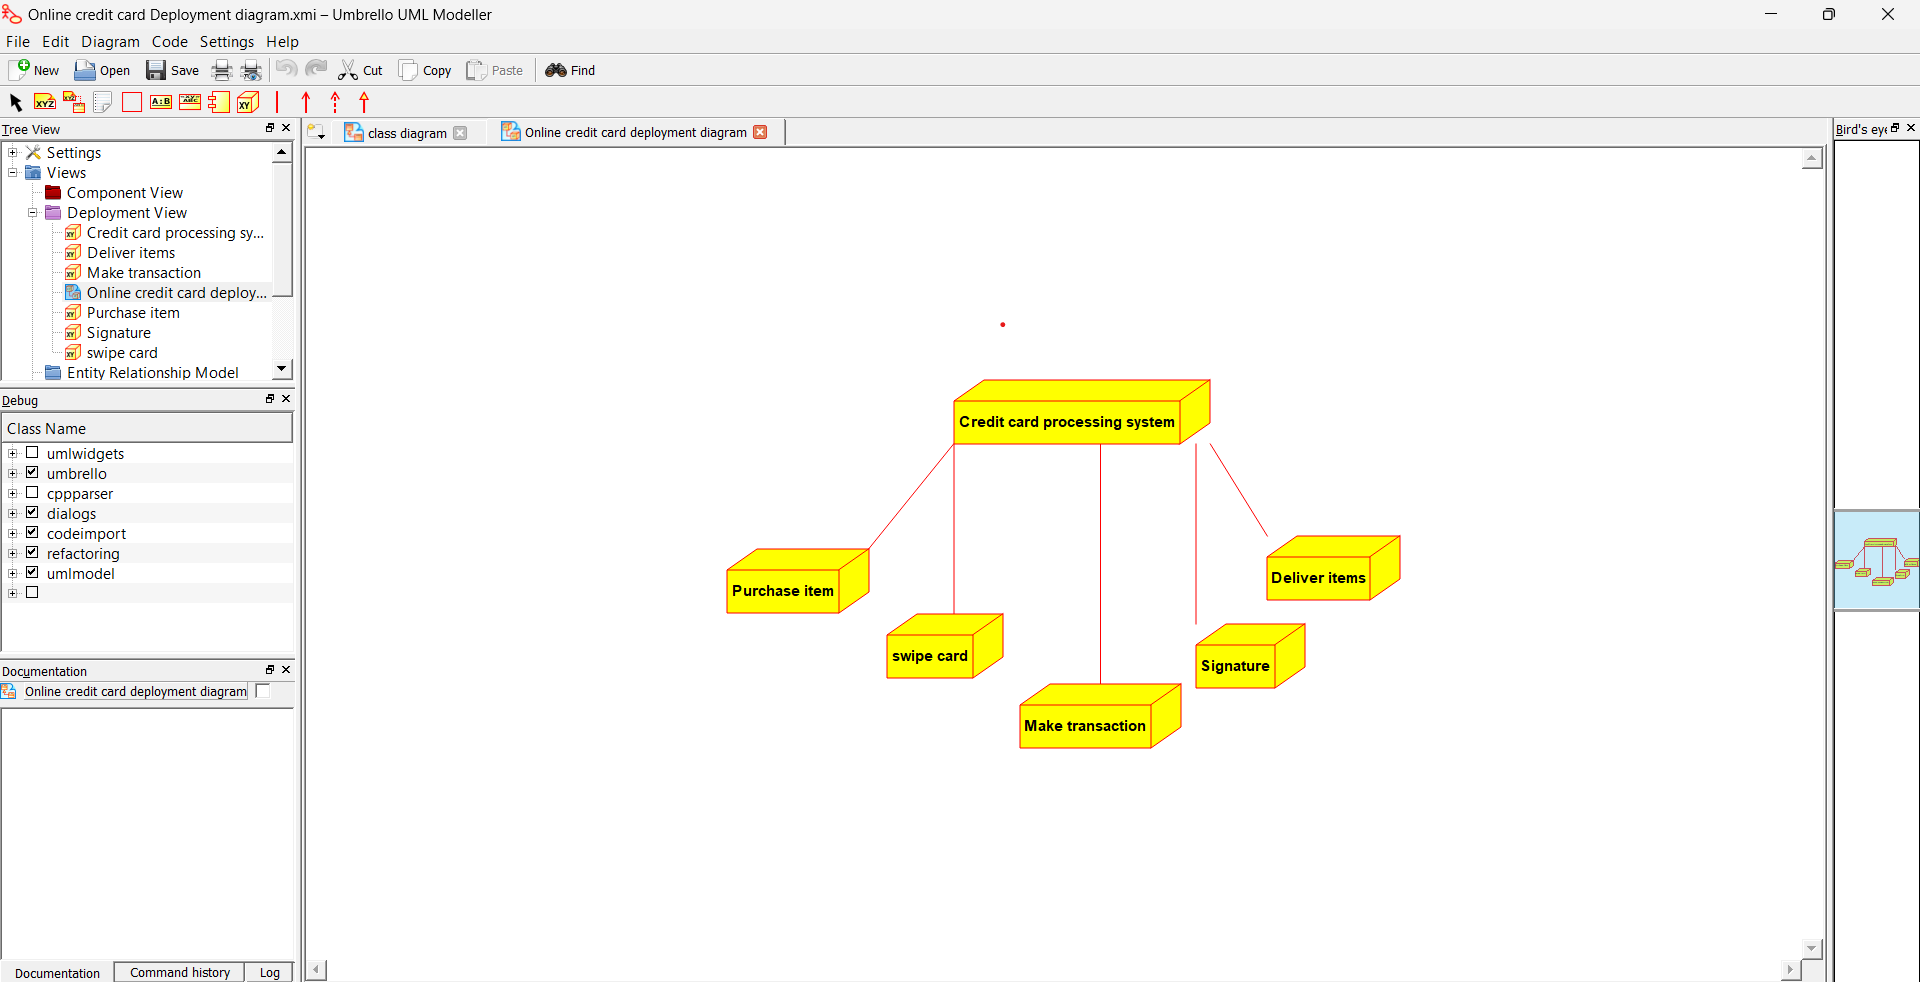 Online credit card Deployment diagram.xmi – Umbrello UML Modeller
File Edit Diagram Code Settings Help
New Open Save Cut Copy Paste Find
XYZ A:B ABC XY
Tree View
class diagram
Online credit card deployment diagram
Bird's eye
Settings
Views
Component View
Deployment View
Credit card processing sy...
Deliver items
Make transaction
Online credit card deploy...
Purchase item
Signature
swipe card
Entity Relationship Model
Debug
Class Name
umlwidgets
umbrello
cppparser
dialogs
codeimport
refactoring
umlmodel
Documentation
Online credit card deployment diagram
Documentation Command history Log
Credit card processing system
Purchase item
Deliver items
swipe card
Signature
Make transaction